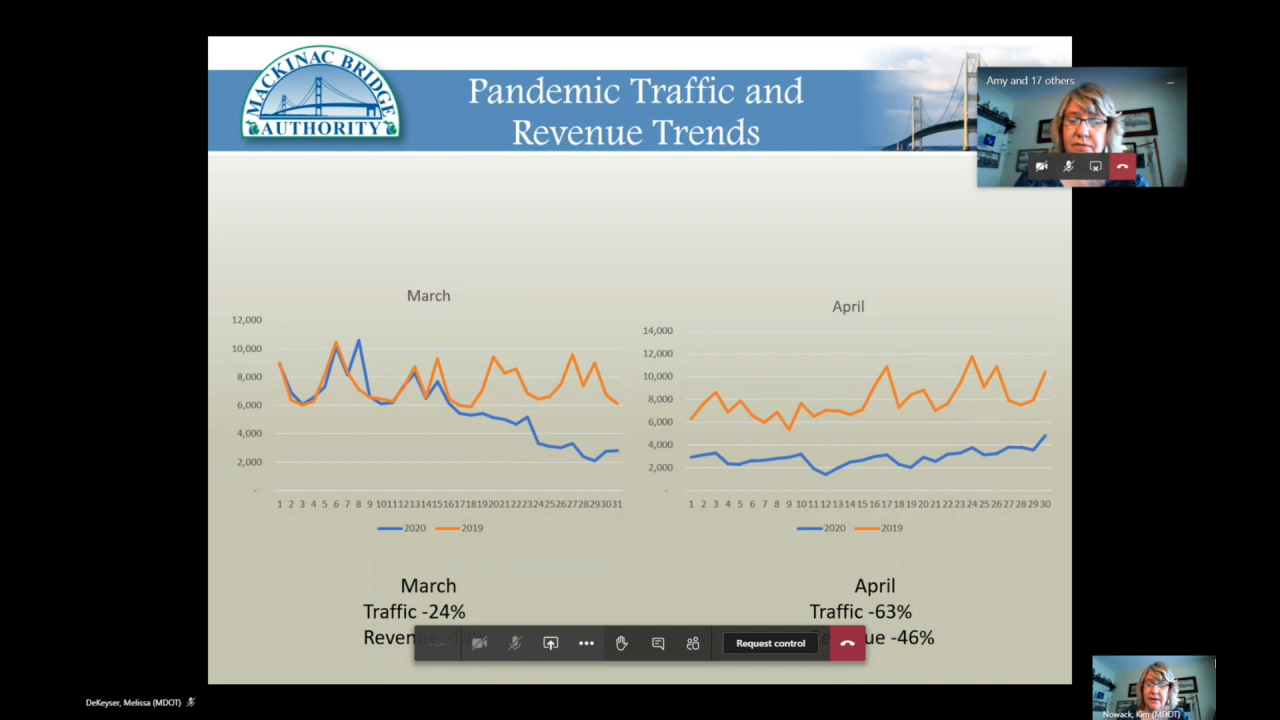 MACKINAC BRIDGE
AUTHORITY
Pandemic Traffic and
Revenue Trends
Amy and 17 others
March
12,000
10,000
8,000
6,000
4,000
2,000
-
1 2 3 4 5 6 7 8 9 10 11 12 13 14 15 16 17 18 19 20 21 22 23 24 25 26 27 28 29 30 31
2020 2019
April
14,000
12,000
10,000
8,000
6,000
4,000
2,000
-
1 2 3 4 5 6 7 8 9 10 11 12 13 14 15 16 17 18 19 20 21 22 23 24 25 26 27 28 29 30
2020 2019
March
Traffic -24%
Revenue -14%
April
Traffic -63%
Revenue -46%
Request control
DeKeyser, Melissa (MDOT)
Nowack, Kim (MDOT)